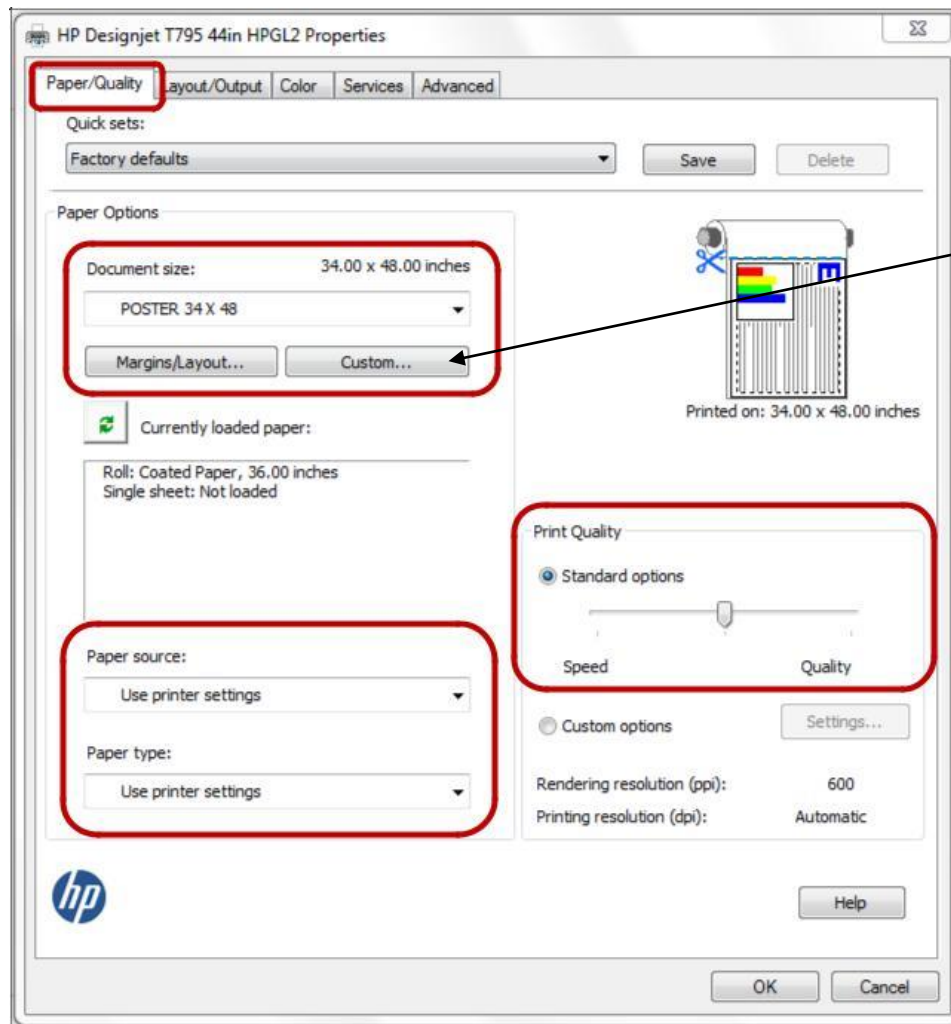 HP Designjet T795 44in HPGL2 Properties
Paper/Quality Layout/Output Color Services Advanced
Quick sets:
Factory defaults Save Delete
Paper Options
Document size: 34.00 x 48.00 inches
POSTER 34 X 48
Margins/Layout... Custom...
Printed on: 34.00 x 48.00 inches
Currently loaded paper:
Roll: Coated Paper, 36.00 inches
Single sheet: Not loaded
Print Quality
Standard options
Speed Quality
Paper source:
Use printer settings
Custom options Settings...
Paper type:
Use printer settings
Rendering resolution (ppi): 600
Printing resolution (dpi): Automatic
hp
Help
OK Cancel